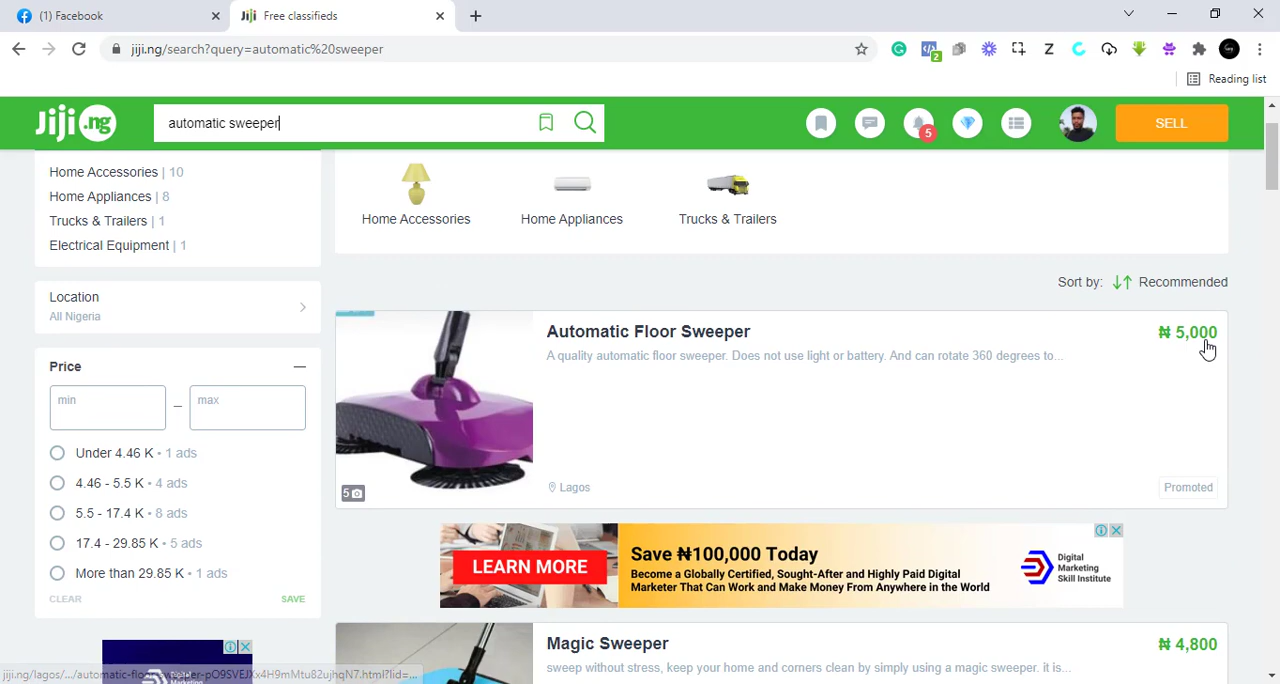 (1) Facebook
Free classifieds
jiji.ng/search?query=automatic%20sweeper
2
Z
Reading list
Jiji .ng
automatic sweeper
5
SELL
Home Accessories | 10
Home Appliances | 8
Trucks & Trailers | 1
Electrical Equipment | 1
Home Accessories
Home Appliances
Trucks & Trailers
Sort by: Recommended
Location
All Nigeria
Price
min
–
max
Under 4.46 K • 1 ads
4.46 - 5.5 K • 4 ads
5.5 - 17.4 K • 8 ads
17.4 - 29.85 K • 5 ads
More than 29.85 K • 1 ads
CLEAR
SAVE
Automatic Floor Sweeper
₦ 5,000
A quality automatic floor sweeper. Does not use light or battery. And can rotate 360 degrees to...
5
Lagos
Promoted
LEARN MORE
Save ₦100,000 Today
Become a Globally Certified, Sought-After and Highly Paid Digital
Marketer That Can Work and Make Money From Anywhere in the World
Digital
Marketing
Skill Institute
Magic Sweeper
₦ 4,800
sweep without stress, keep your home and corners clean by simply using a magic sweeper. it is...